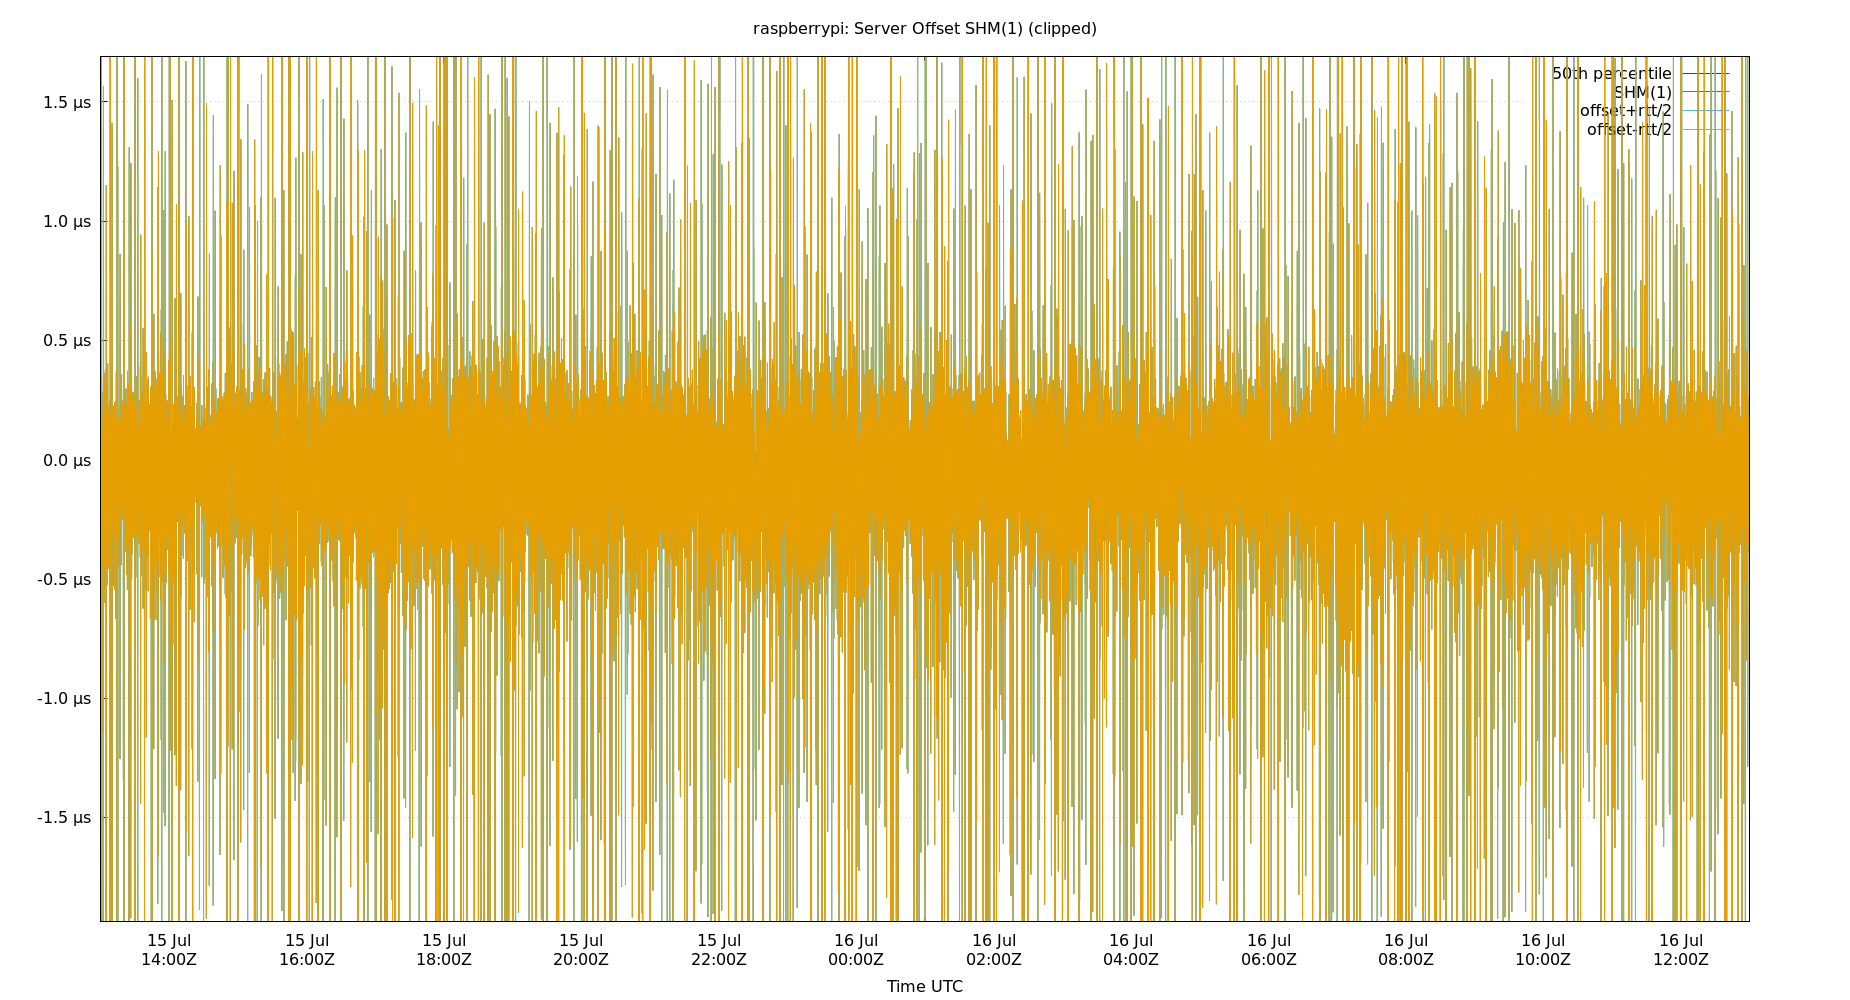 raspberrypi: Server Offset SHM(1) (clipped)
50th percentile
SHM(1)
offset+rtt/2
offset-rtt/2
1.5 µs
1.0 µs
0.5 µs
0.0 µs
-0.5 µs
-1.0 µs
-1.5 µs
15 Jul 15 Jul 15 Jul 15 Jul 15 Jul 16 Jul 16 Jul 16 Jul 16 Jul 16 Jul 16 Jul 16 Jul
14:00Z 16:00Z 18:00Z 20:00Z 22:00Z 00:00Z 02:00Z 04:00Z 06:00Z 08:00Z 10:00Z 12:00Z
Time UTC